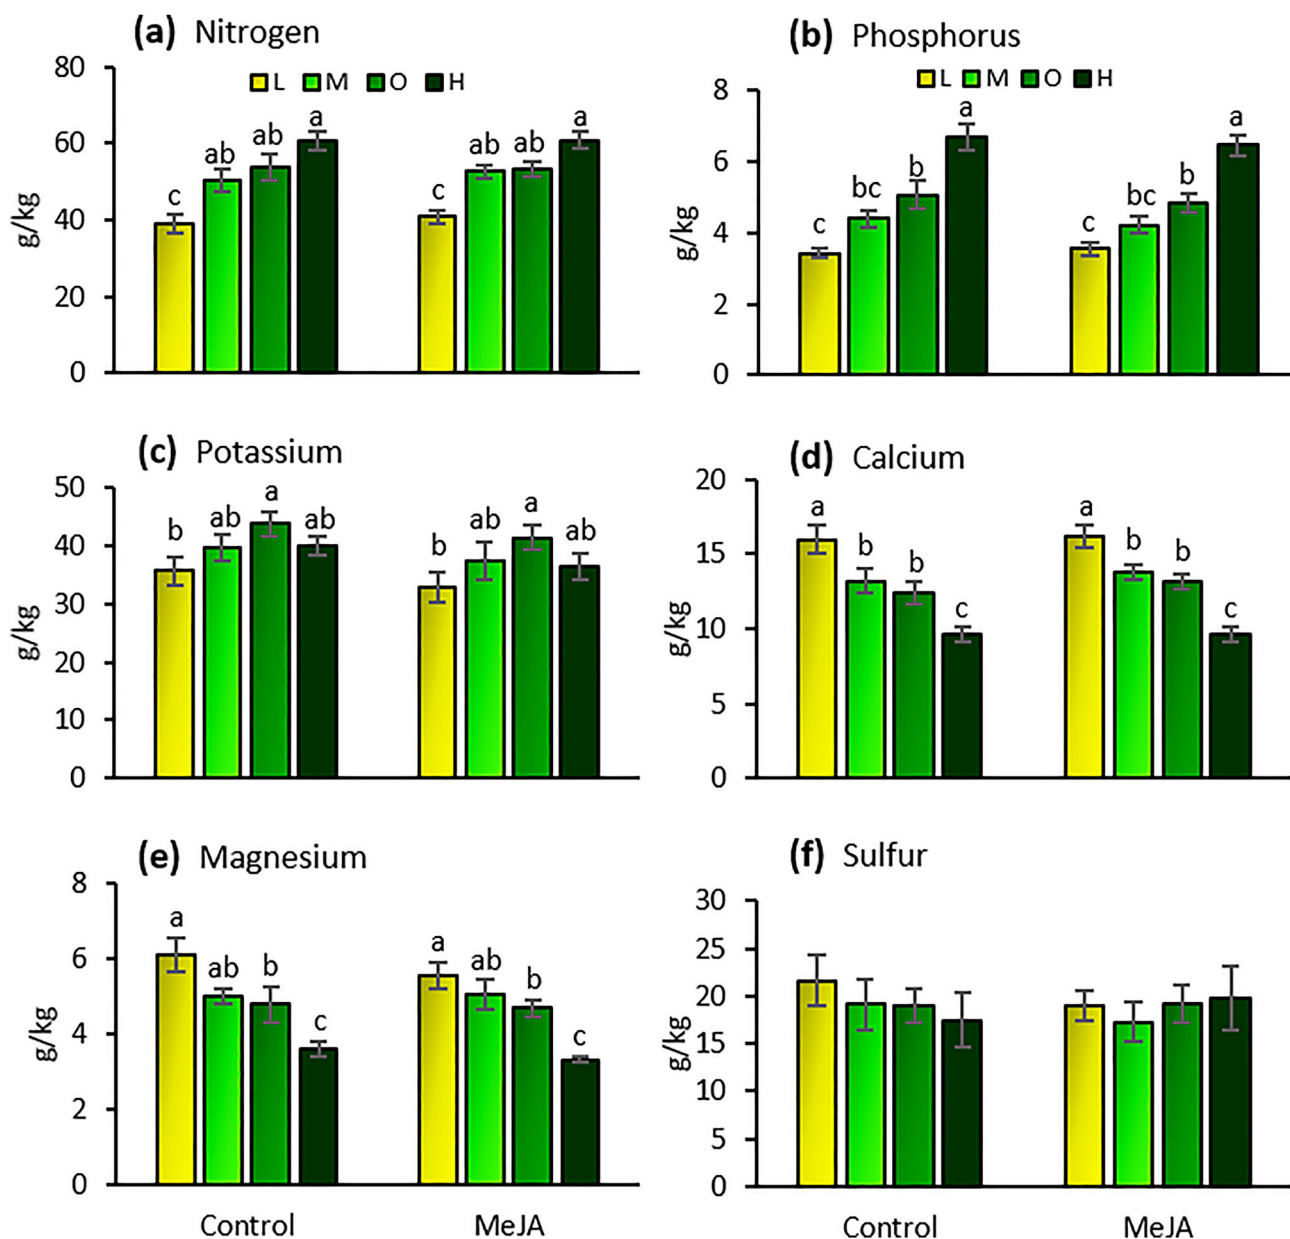 (a) Nitrogen
80
60
40
20
0
g/kg
L M O H
c ab ab a
c ab ab a
(b) Phosphorus
8
6
4
2
0
g/kg
L M O H
c bc b a
c bc b a
(c) Potassium
50
40
30
20
10
0
g/kg
b ab a ab
b ab a ab
(d) Calcium
20
15
10
5
0
g/kg
a b b c
a b b c
(e) Magnesium
8
6
4
2
0
g/kg
a ab b c
a ab b c
Control MeJA
(f) Sulfur
30
25
20
15
10
5
0
g/kg
Control MeJA